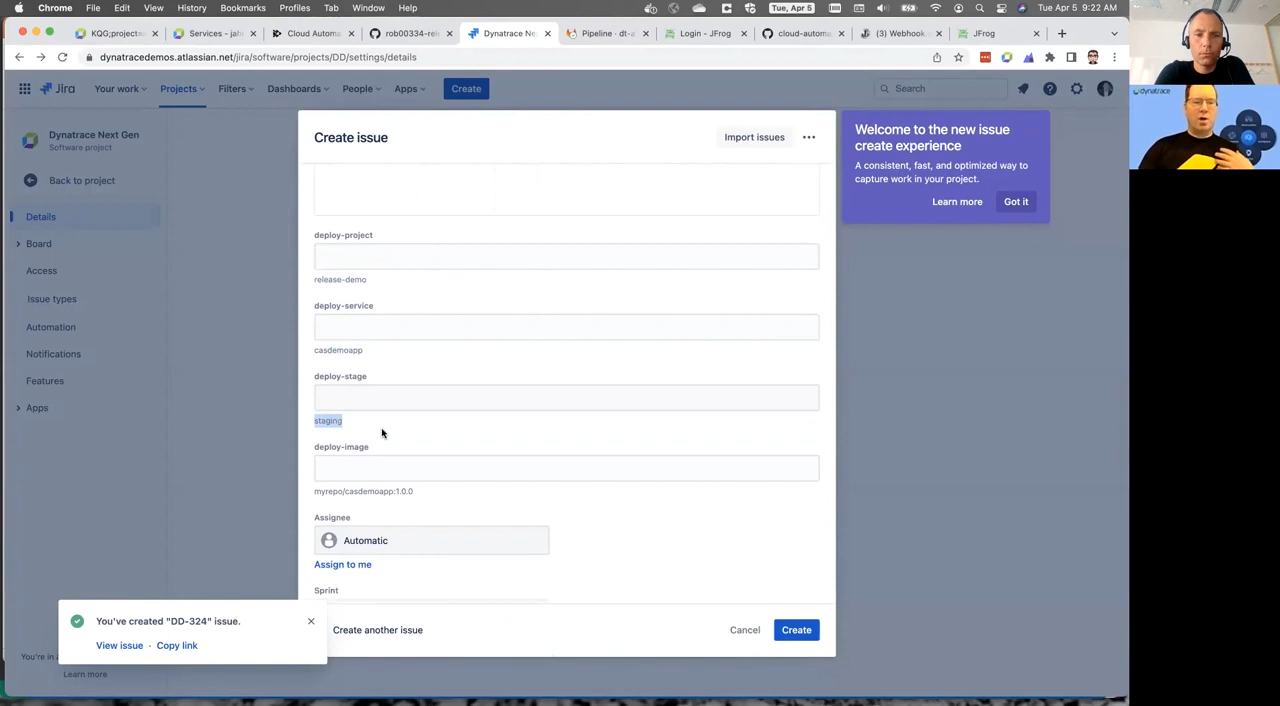 Chrome File Edit View History Bookmarks Profiles Tab Window Help
Tue, Apr 5
Tue Apr 5 9:22 AM
KQG;project=
Services - jah
Cloud Automa
rob00334-rele
Dynatrace Ne
Pipeline · dt-a
Login - JFrog
cloud-automa
(3) Webhook
JFrog
dynatracedemos.atlassian.net/jira/software/projects/DD/settings/details
Jira
Your work
Projects
Filters
Dashboards
People
Apps
Create
Search
Dynatrace Next Gen
Software project
Back to project
Details
Board
Access
Issue types
Automation
Notifications
Features
Apps
You're in a
Learn more
Create issue
Import issues
deploy-project
release-demo
deploy-service
casdemoapp
deploy-stage
staging
deploy-image
myrepo/casdemoapp:1.0.0
Assignee
Automatic
Assign to me
Sprint
Create another issue
Cancel
Create
Welcome to the new issue
create experience
A consistent, fast, and optimized way to
capture work in your project.
Learn more
Got it
You've created "DD-324" issue.
View issue · Copy link
dynatrace